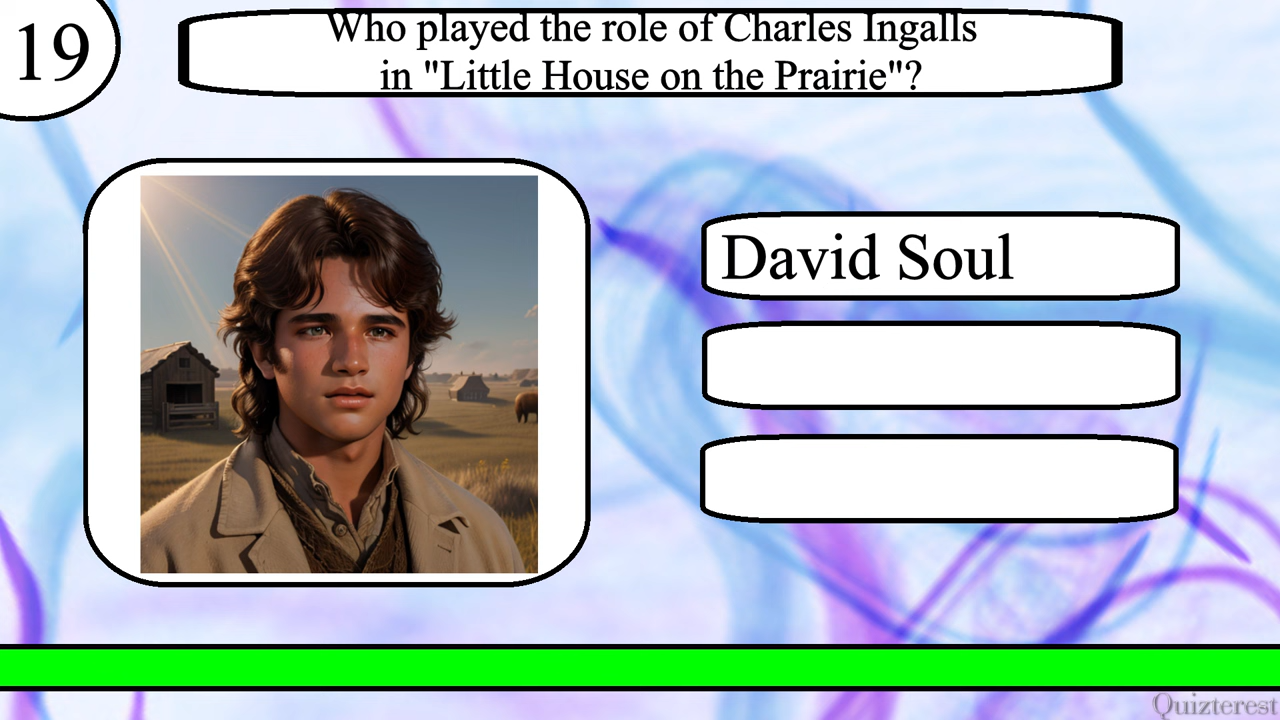 19
Who played the role of Charles Ingalls
in "Little House on the Prairie"?
David Soul
Quizterest